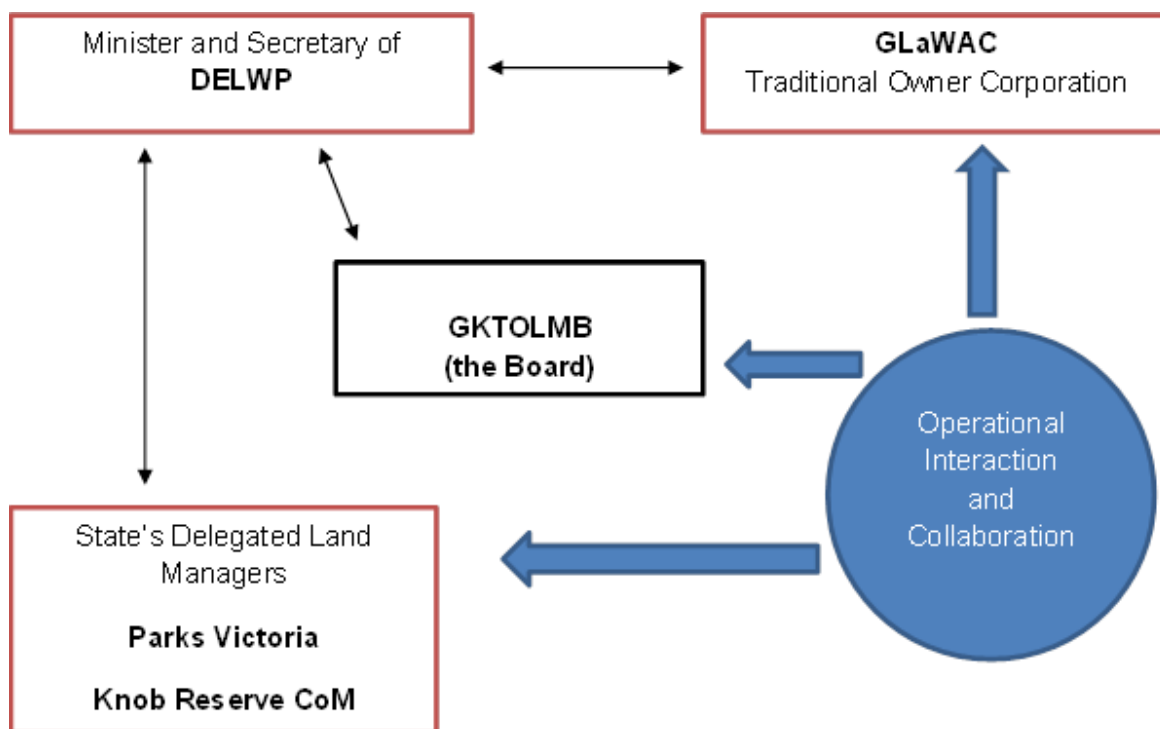 Minister and Secretary of
DELWP
GLaWAC
Traditional Owner Corporation
GKTOLMB
(the Board)
Operational
Interaction
and
Collaboration
State's Delegated Land
Managers
Parks Victoria
Knob Reserve CoM